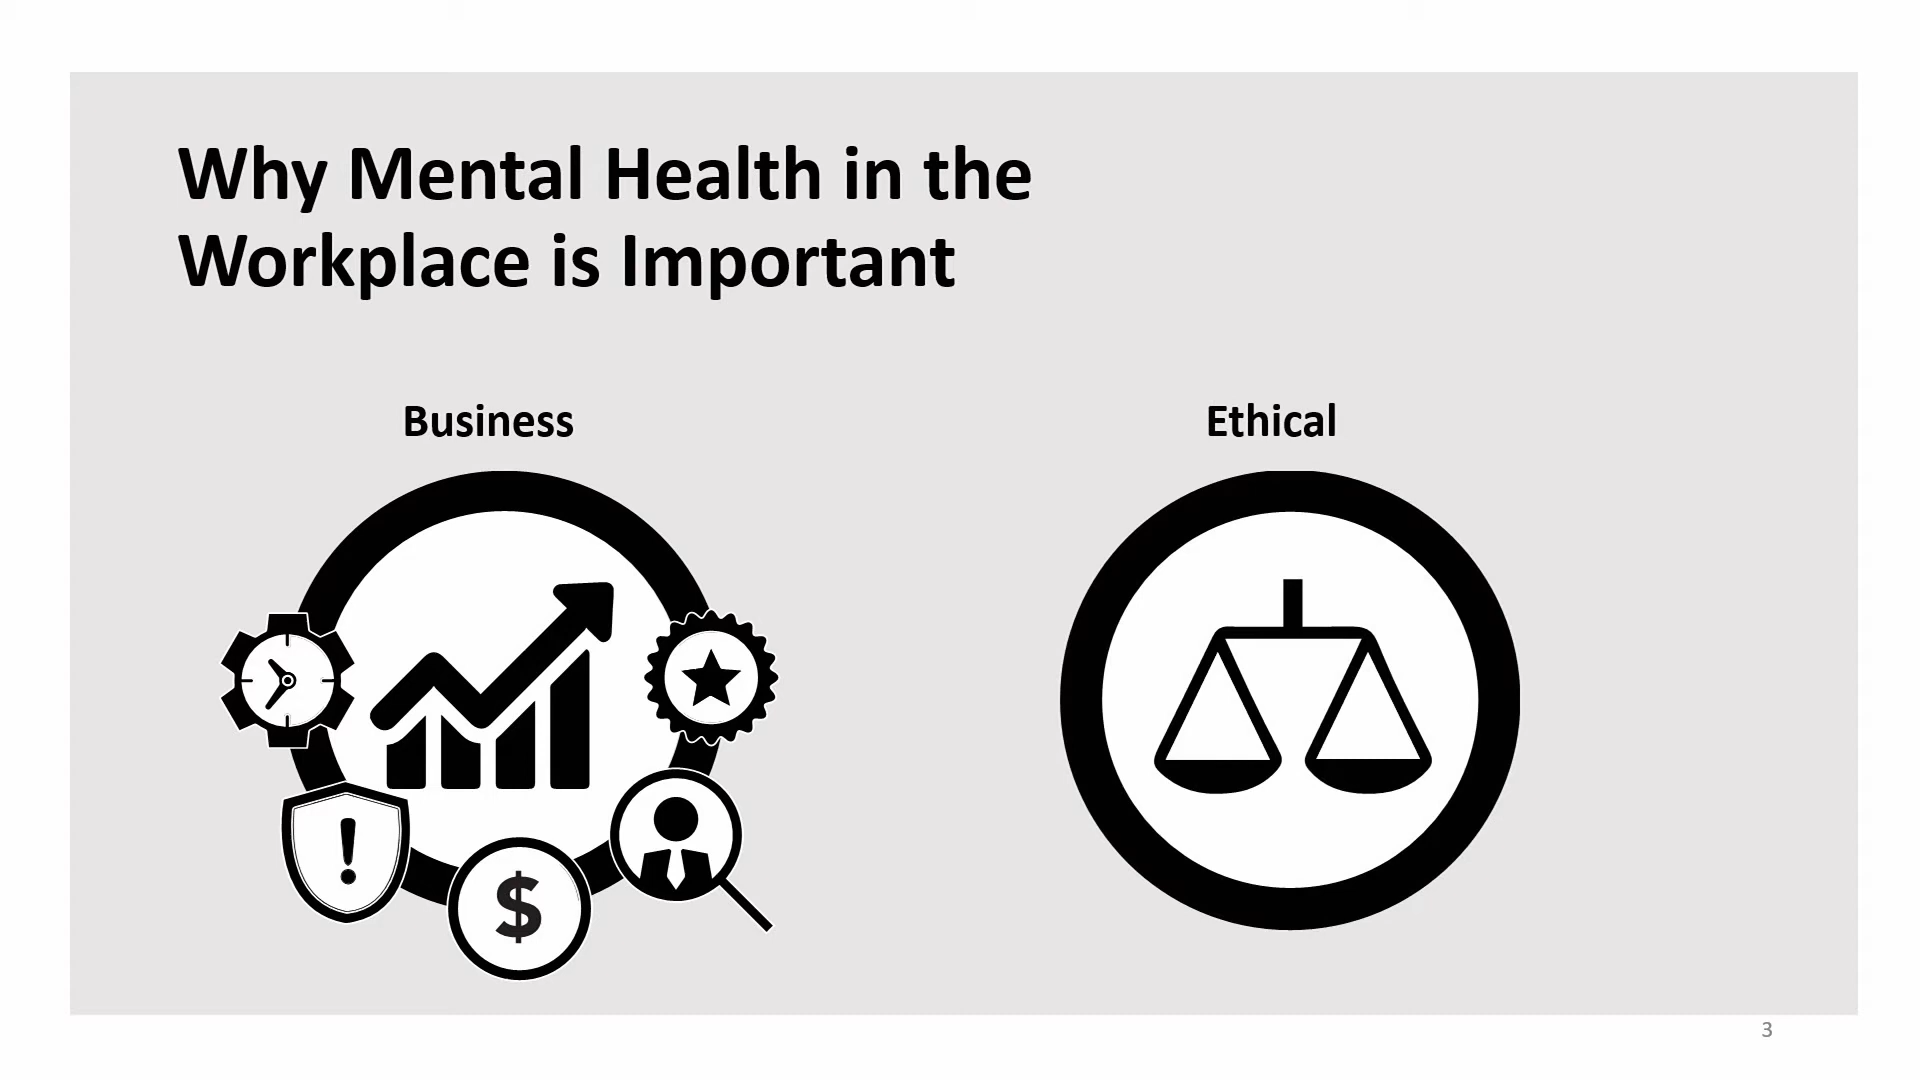 Why Mental Health in the
Workplace is Important
Business
Ethical
$
3